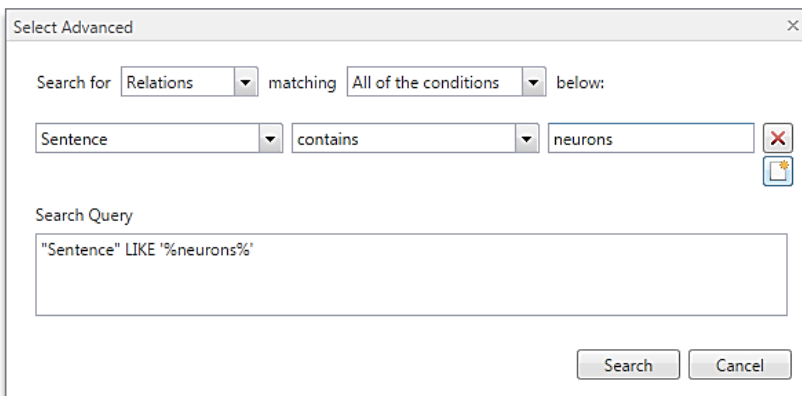 Select Advanced
Search for Relations matching All of the conditions below:
Sentence contains neurons
Search Query
"Sentence" LIKE '%neurons%'
Search Cancel